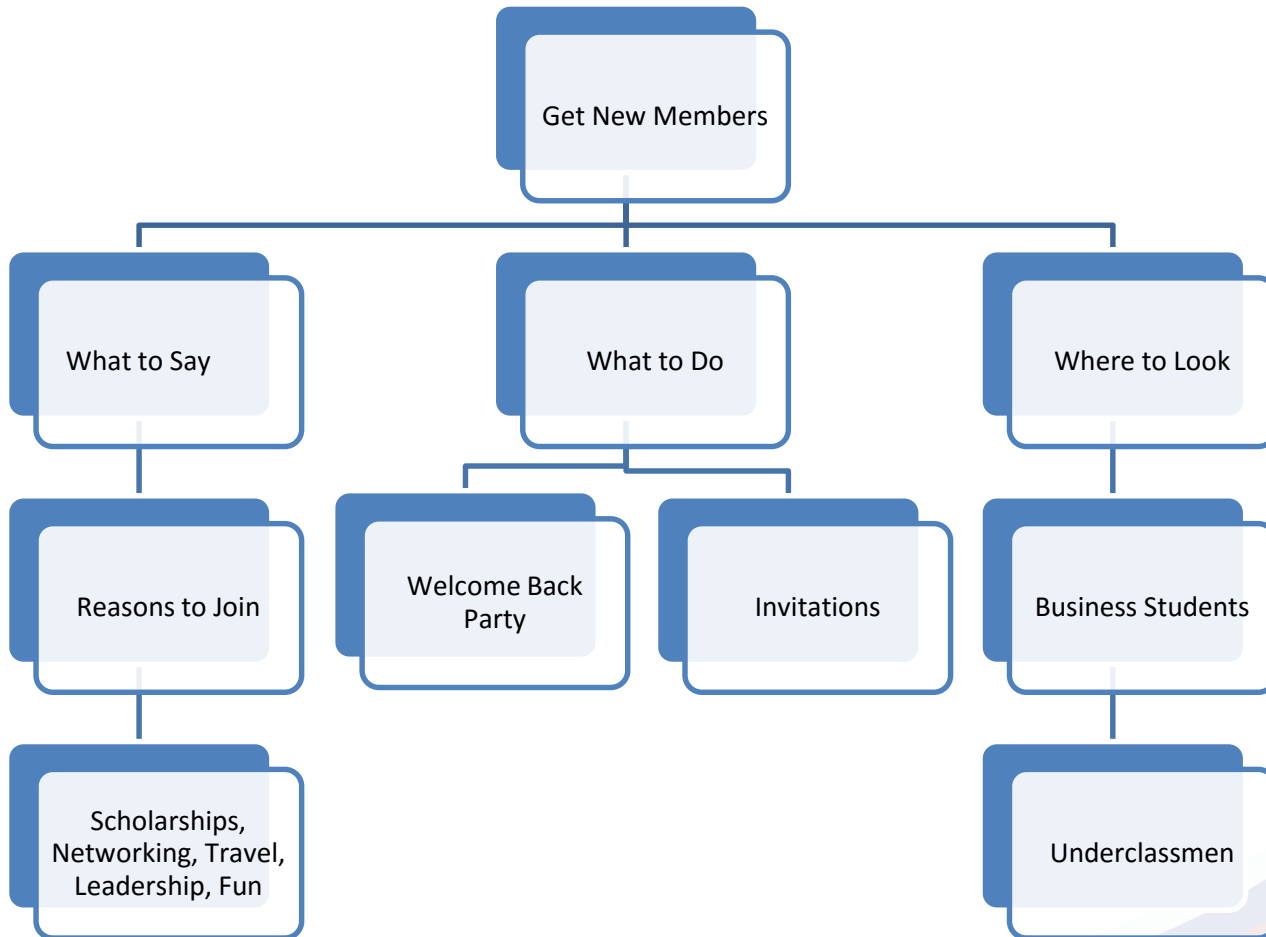 Get New Members
What to Say
What to Do
Where to Look
Reasons to Join
Welcome Back
Party
Invitations
Business Students
Scholarships,
Networking, Travel,
Leadership, Fun
Underclassmen